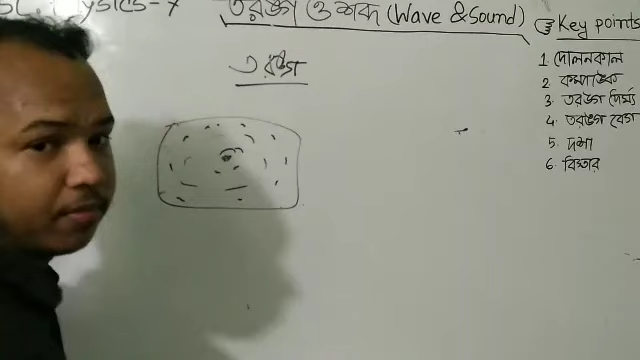 তরঙ্গ ও শব্দ (Wave & Sound)
Key points
তরঙ্গ
1. দোলনকাল
2. কম্পাঙ্ক
3. তরঙ্গ দৈর্ঘ্য
4. তরঙ্গ বেগ
5. দশা
6. বিস্তার